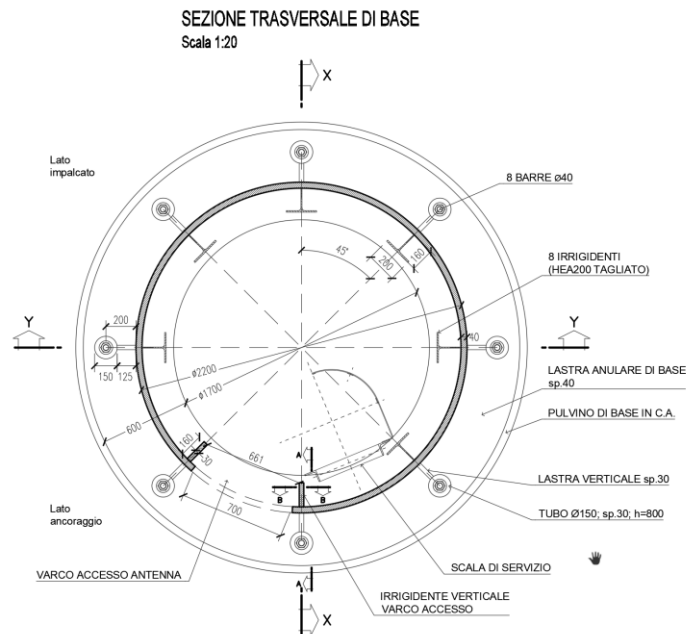 SEZIONE TRASVERSALE DI BASE
Scala 1:20
X
Lato
impalcato
8 BARRE ø40
45°
260
160
8 IRRIGIDENTI
(HEA200 TAGLIATO)
Y
Y
200
40
150
125
ø2200
ø1700
LASTRA ANULARE DI BASE
sp.40
600
PULVINO DI BASE IN C.A.
160
30
661
A
B
B
LASTRA VERTICALE sp.30
700
Lato
ancoraggio
TUBO Ø150; sp.30; h=800
SCALA DI SERVIZIO
VARCO ACCESSO ANTENNA
A
IRRIGIDENTE VERTICALE
VARCO ACCESSO
X